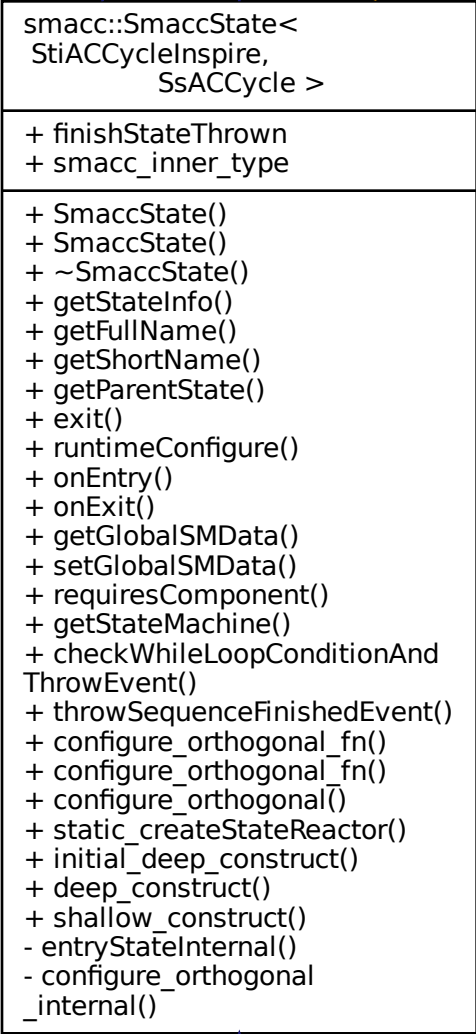 smacc::SmaccState<
StiACCycleInspire,
SsACCycle >
+ finishStateThrown
+ smacc_inner_type
+ SmaccState()
+ SmaccState()
+ ~SmaccState()
+ getStateInfo()
+ getFullName()
+ getShortName()
+ getParentState()
+ exit()
+ runtimeConfigure()
+ onEntry()
+ onExit()
+ getGlobalSMData()
+ setGlobalSMData()
+ requiresComponent()
+ getStateMachine()
+ checkWhileLoopConditionAnd
ThrowEvent()
+ throwSequenceFinishedEvent()
+ configure_orthogonal_fn()
+ configure_orthogonal_fn()
+ configure_orthogonal()
+ static_createStateReactor()
+ initial_deep_construct()
+ deep_construct()
+ shallow_construct()
- entryStateInternal()
- configure_orthogonal
_internal()